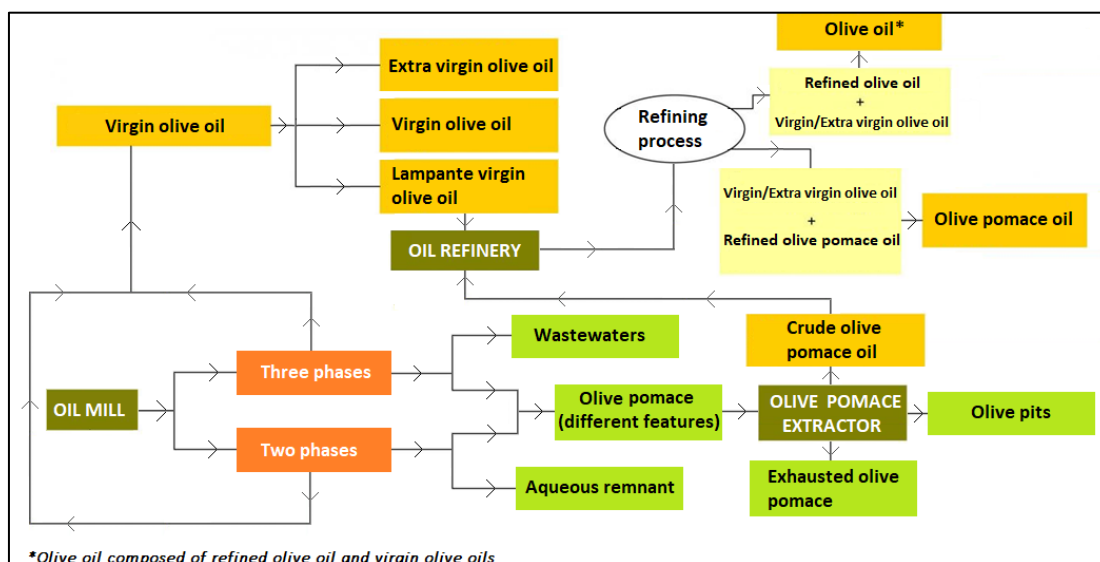 Olive oil*
Extra virgin olive oil
Refined olive oil
+
Virgin/Extra virgin olive oil
Virgin olive oil
Virgin olive oil
Refining
process
Lampante virgin
olive oil
Virgin/Extra virgin olive oil
+
Refined olive pomace oil
Olive pomace oil
OIL REFINERY
Wastewaters
Crude olive
pomace oil
Three phases
OIL MILL
Olive pomace
(different features)
OLIVE POMACE
EXTRACTOR
Olive pits
Two phases
Aqueous remnant
Exhausted olive
pomace
*Olive oil composed of refined olive oil and virgin olive oils